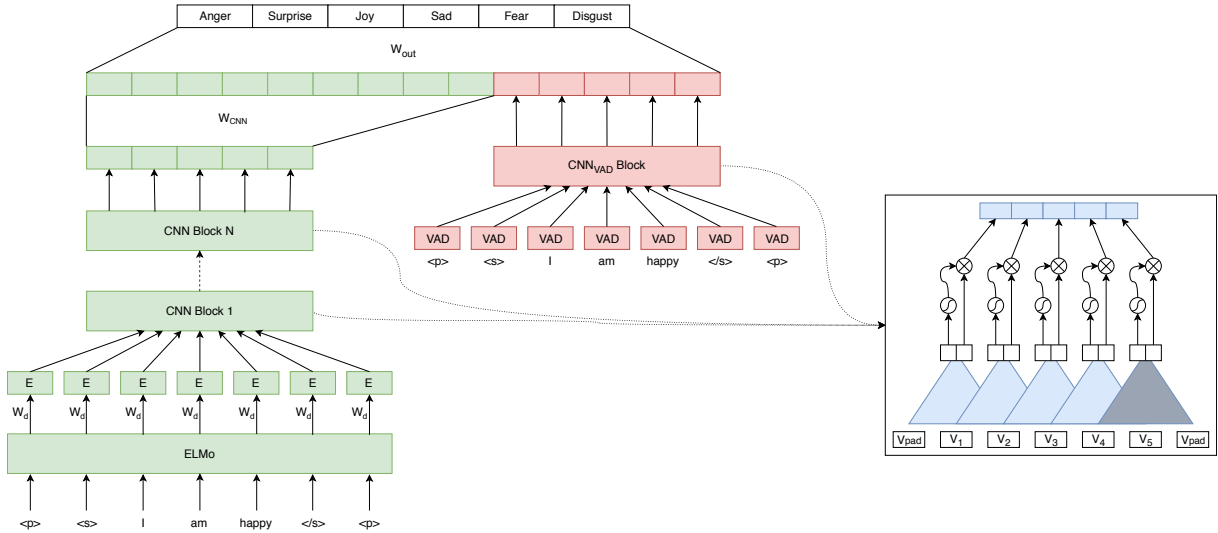 Anger Surprise Joy Sad Fear Disgust
Wout
WCNN
CNNVAD Block
CNN Block N
VAD VAD VAD VAD VAD VAD VAD
<p> <s> I am happy </s> <p>
CNN Block 1
E E E E E E E
Wd Wd Wd Wd Wd Wd Wd
ELMo
<p> <s> I am happy </s> <p>
Vpad V1 V2 V3 V4 V5 Vpad